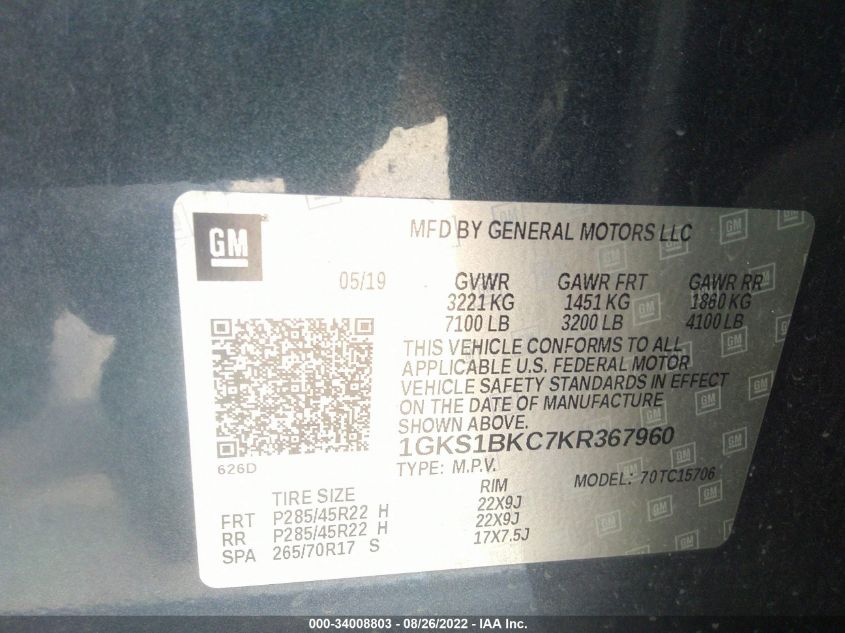 GM
MFD BY GENERAL MOTORS LLC
05/19 GVWR GAWR FRT GAWR RR
3221 KG 1451 KG 1860 KG
7100 LB 3200 LB 4100 LB
THIS VEHICLE CONFORMS TO ALL
APPLICABLE U.S. FEDERAL MOTOR
VEHICLE SAFETY STANDARDS IN EFFECT
ON THE DATE OF MANUFACTURE
SHOWN ABOVE.
1GKS1BKC7KR367960
626D
TYPE: M.P.V. MODEL: 70TC15706
TIRE SIZE RIM
FRT P285/45R22 H 22X9J
RR P285/45R22 H 22X9J
SPA 265/70R17 S 17X7.5J
000-34008803 - 08/26/2022 - IAA Inc.